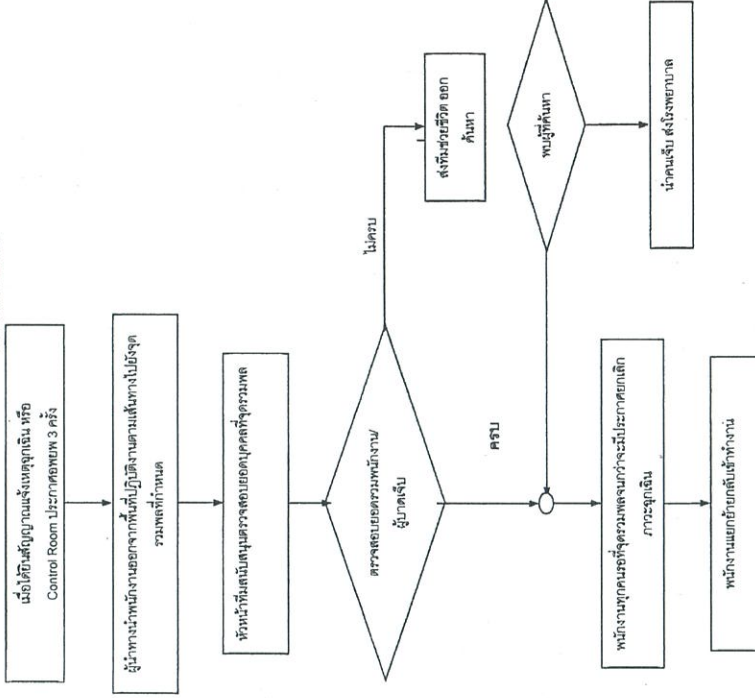 เมื่อได้ยินสัญญาณแจ้งเหตุฉุกเฉิน หรือ
Control Room ประกาศอพยพ 3 ครั้ง
ผู้นำทางนำพนักงานออกจากพื้นที่ปฏิบัติงานตามเส้นทางไปยังจุด
รวมพลที่กำหนด
หัวหน้าทีมสนับสนุนตรวจสอบยอดบุคคลที่จุดรวมพล
ตรวจสอบยอดรวมพนักงาน/
ผู้บาดเจ็บ
ไม่ครบ
ส่งทีมช่วยชีวิต ออก
ค้นหา
พบผู้ที่ค้นหา
นำคนเจ็บ ส่งโรงพยาบาล
ครบ
พนักงานทุกคนรอที่จุดรวมพลจนกว่าจะมีประกาศยกเลิก
ภาวะฉุกเฉิน
พนักงานแยกย้ายกลับเข้าทำงาน